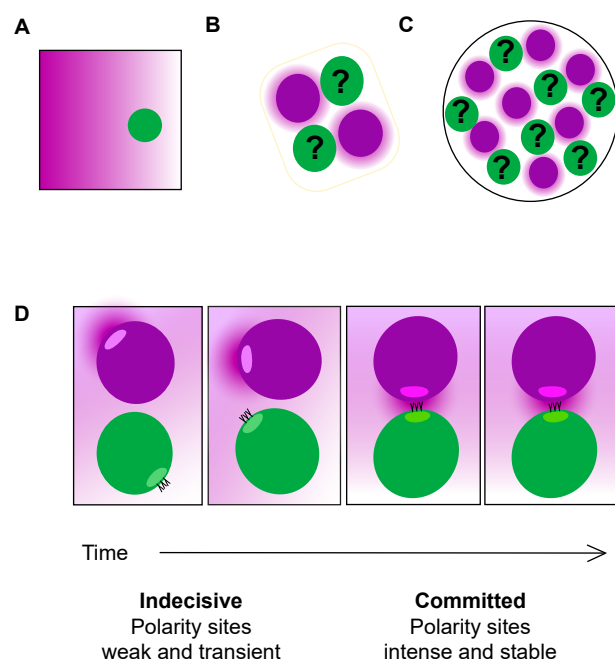 A
B
C
?
?
?
?
?
?
?
?
?
D
Time
Indecisive
Polarity sites
weak and transient
Committed
Polarity sites
intense and stable